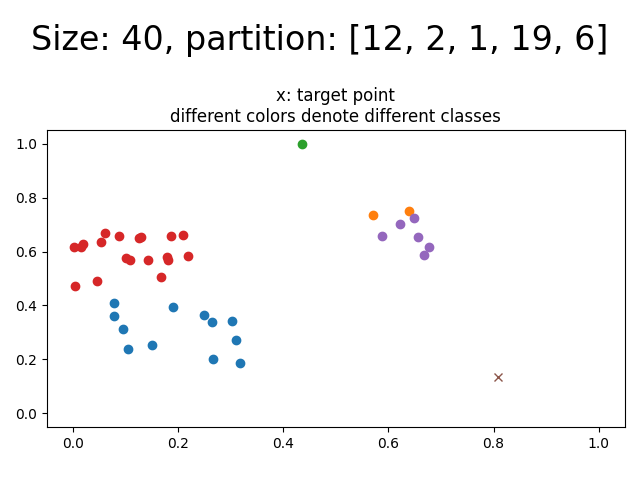 Size: 40, partition: [12, 2, 1, 19, 6]
x: target point
different colors denote different classes
1.0
0.8
0.6
0.4
0.2
0.0
0.0 0.2 0.4 0.6 0.8 1.0